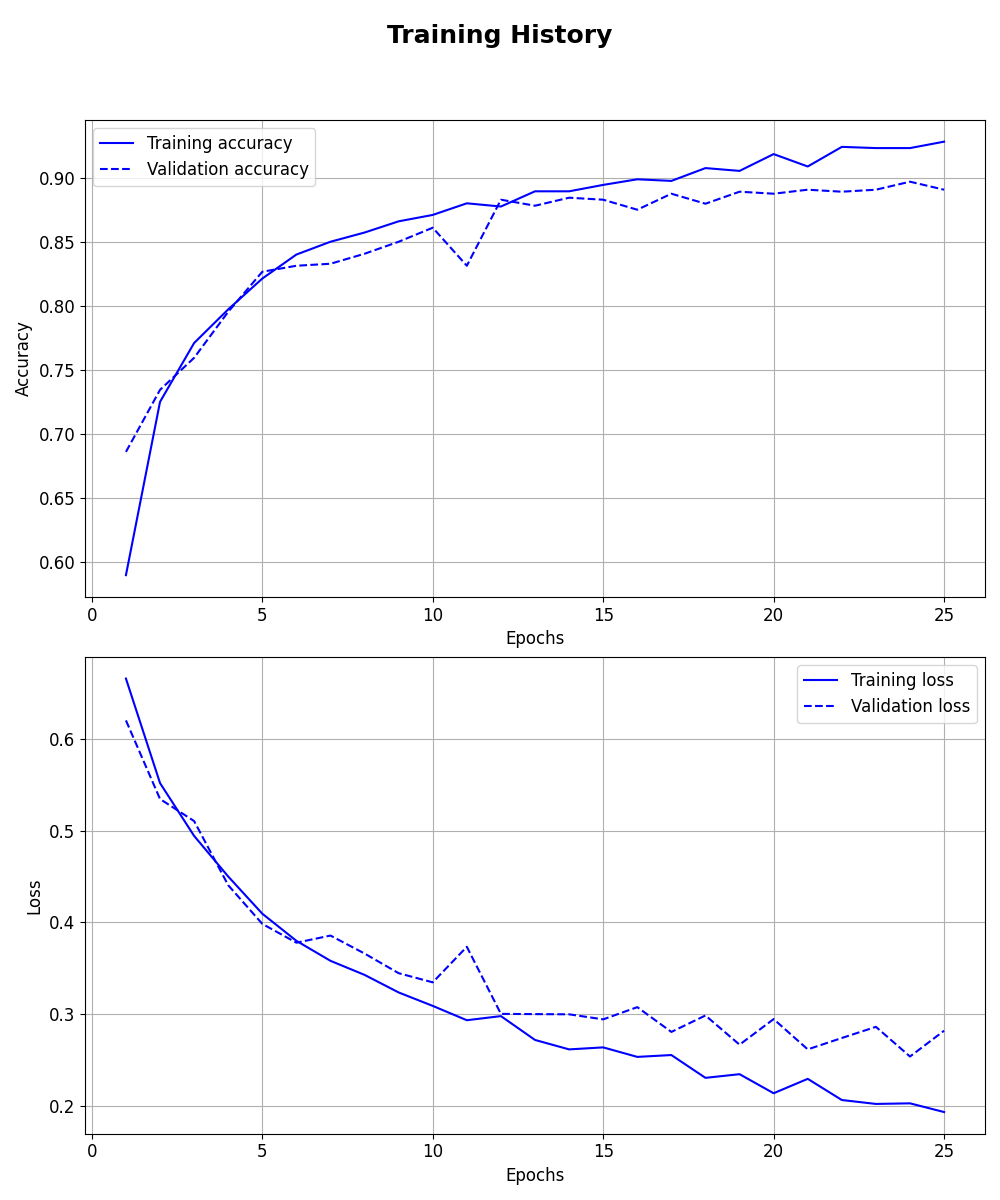 Training History
Training accuracy
Validation accuracy
0.90
0.85
0.80
0.75
0.70
0.65
0.60
Accuracy
0 5 10 15 20 25
Epochs
Training loss
Validation loss
0.6
0.5
0.4
0.3
0.2
Loss
0 5 10 15 20 25
Epochs